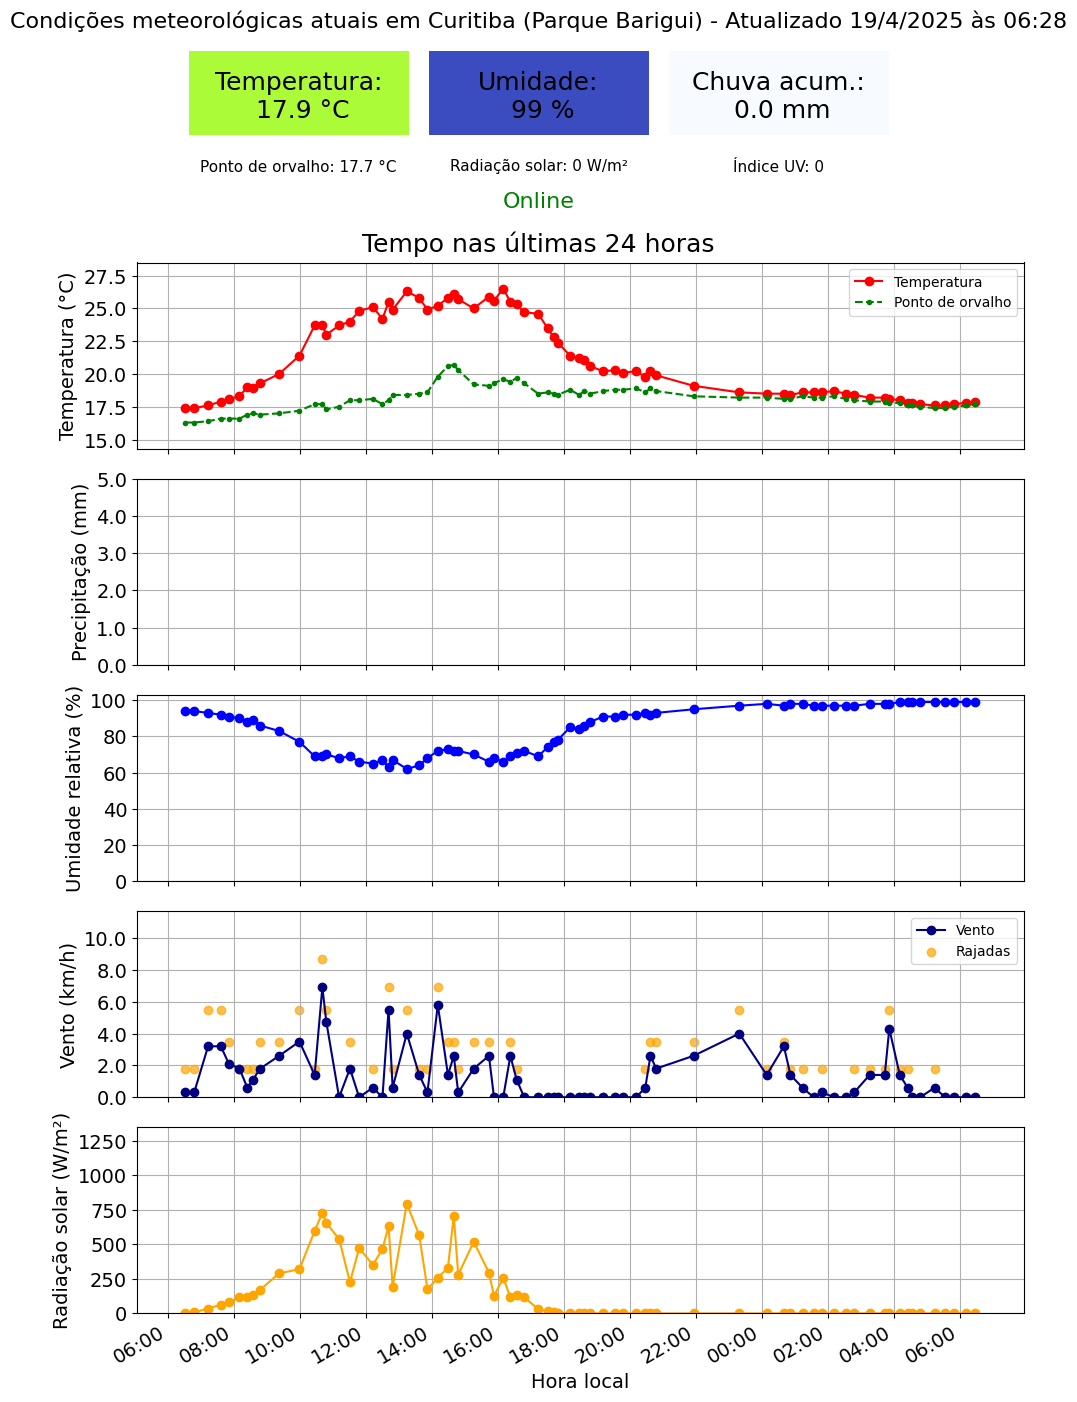 Condições meteorológicas atuais em Curitiba (Parque Barigui) - Atualizado 19/4/2025 às 06:28
Temperatura:
17.9 °C
Umidade:
99 %
Chuva acum.:
0.0 mm
Ponto de orvalho: 17.7 °C
Radiação solar: 0 W/m²
Índice UV: 0
Online
Tempo nas últimas 24 horas
Temperatura (°C)
27.5
25.0
22.5
20.0
17.5
15.0
Temperatura
Ponto de orvalho
Precipitação (mm)
5.0
4.0
3.0
2.0
1.0
0.0
Umidade relativa (%)
100
80
60
40
20
0
Vento (km/h)
10.0
8.0
6.0
4.0
2.0
0.0
Vento
Rajadas
Radiação solar (W/m²)
1250
1000
750
500
250
0
06:00
08:00
10:00
12:00
14:00
16:00
18:00
20:00
22:00
00:00
02:00
04:00
06:00
Hora local